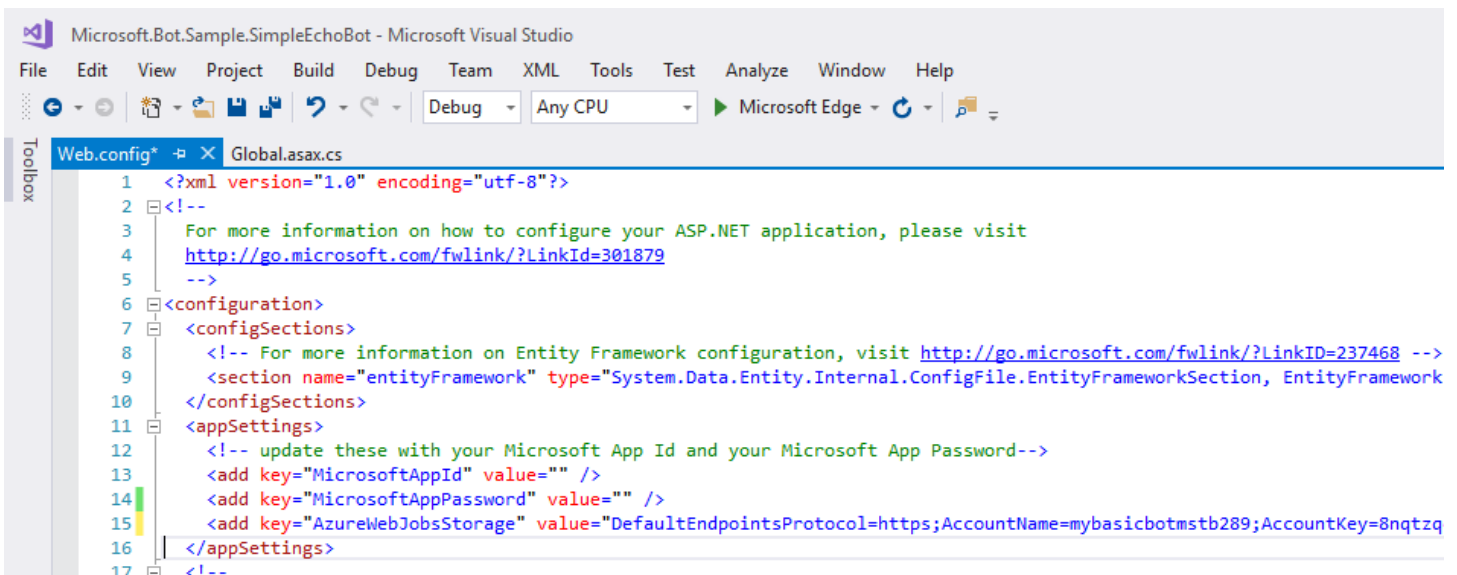 Microsoft.Bot.Sample.SimpleEchoBot - Microsoft Visual Studio
File Edit View Project Build Debug Team XML Tools Test Analyze Window Help
Debug Any CPU Microsoft Edge
Toolbox
Web.config* Global.asax.cs
1 <?xml version="1.0" encoding="utf-8"?>
2 <!--
3 For more information on how to configure your ASP.NET application, please visit
4 http://go.microsoft.com/fwlink/?LinkId=301879
5 -->
6 <configuration>
7 <configSections>
8 <!-- For more information on Entity Framework configuration, visit http://go.microsoft.com/fwlink/?LinkID=237468 -->
9 <section name="entityFramework" type="System.Data.Entity.Internal.ConfigFile.EntityFrameworkSection, EntityFramework
10 </configSections>
11 <appSettings>
12 <!-- update these with your Microsoft App Id and your Microsoft App Password-->
13 <add key="MicrosoftAppId" value="" />
14 <add key="MicrosoftAppPassword" value="" />
15 <add key="AzureWebJobsStorage" value="DefaultEndpointsProtocol=https;AccountName=mybasicbotmstb289;AccountKey=8nqtzq
16 </appSettings>
17 <!--